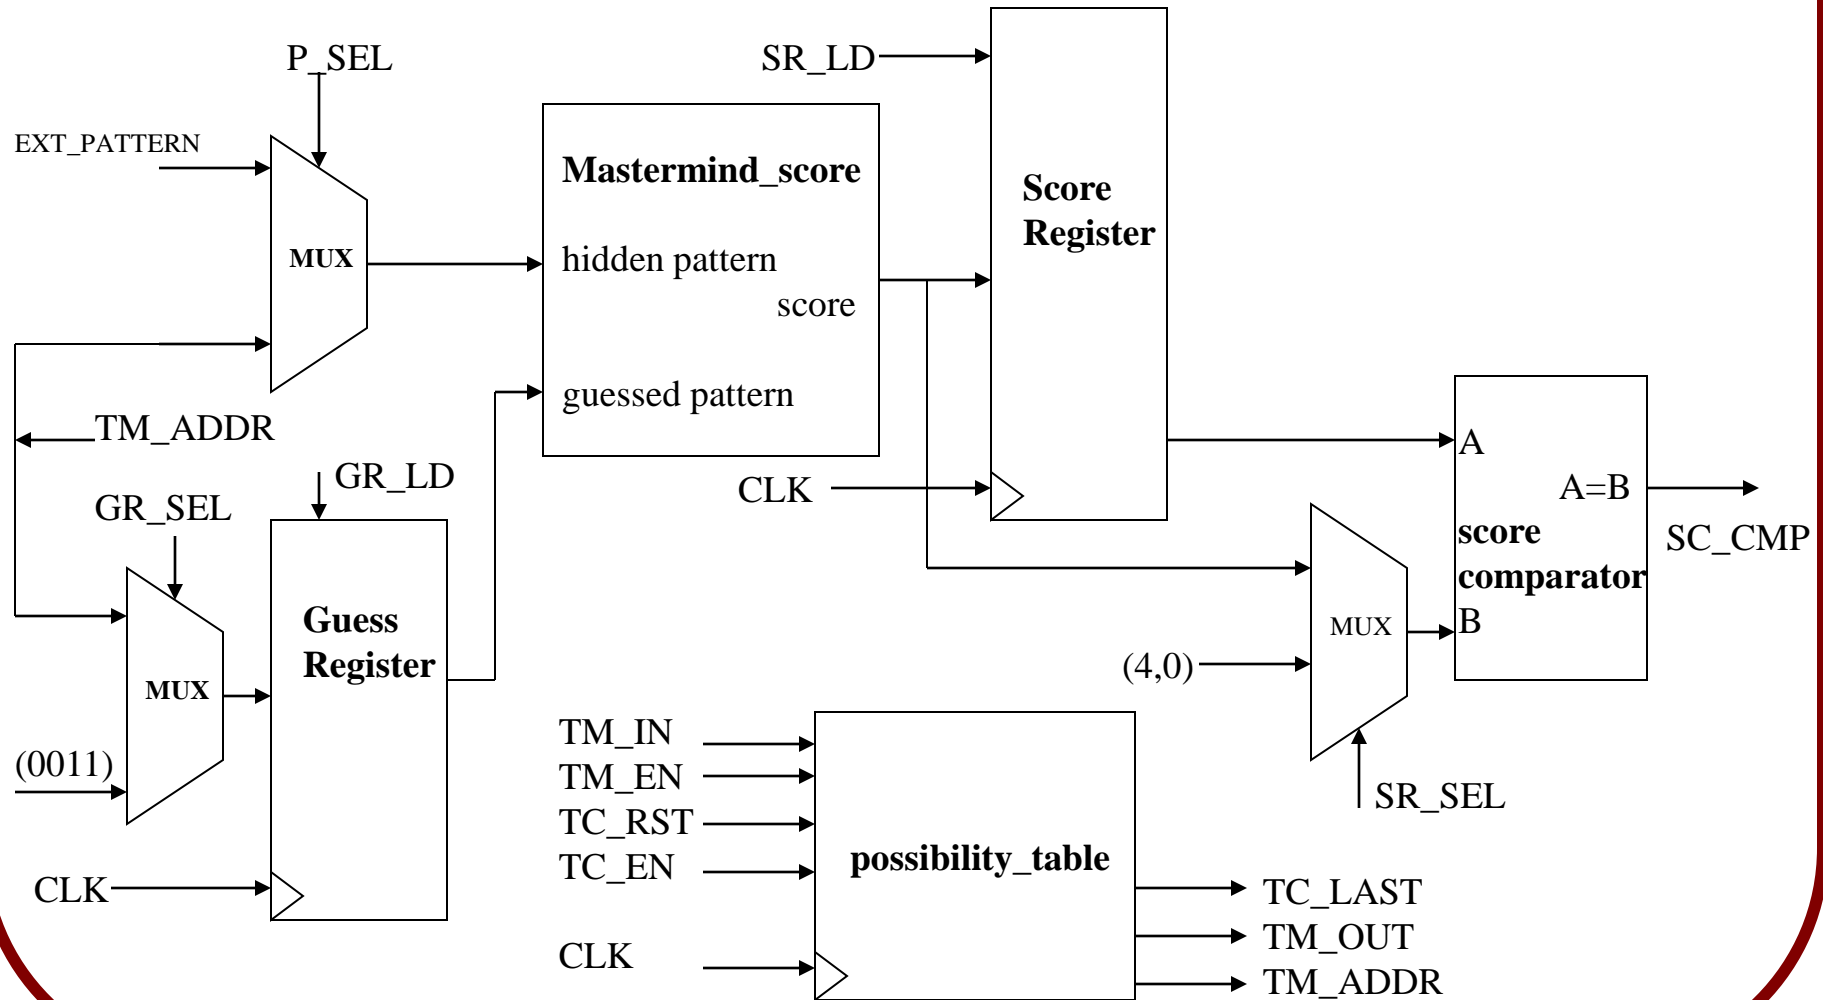 P_SEL
SR_LD
EXT_PATTERN
Mastermind_score
Score
Register
MUX
hidden pattern
score
guessed pattern
TM_ADDR
GR_LD
GR_SEL
CLK
A
A=B
score
comparator
B
SC_CMP
Guess
Register
MUX
MUX
(4,0)
(0011)
TM_IN
TM_EN
TC_RST
TC_EN
SR_SEL
possibility_table
CLK
TC_LAST
TM_OUT
CLK
TM_ADDR